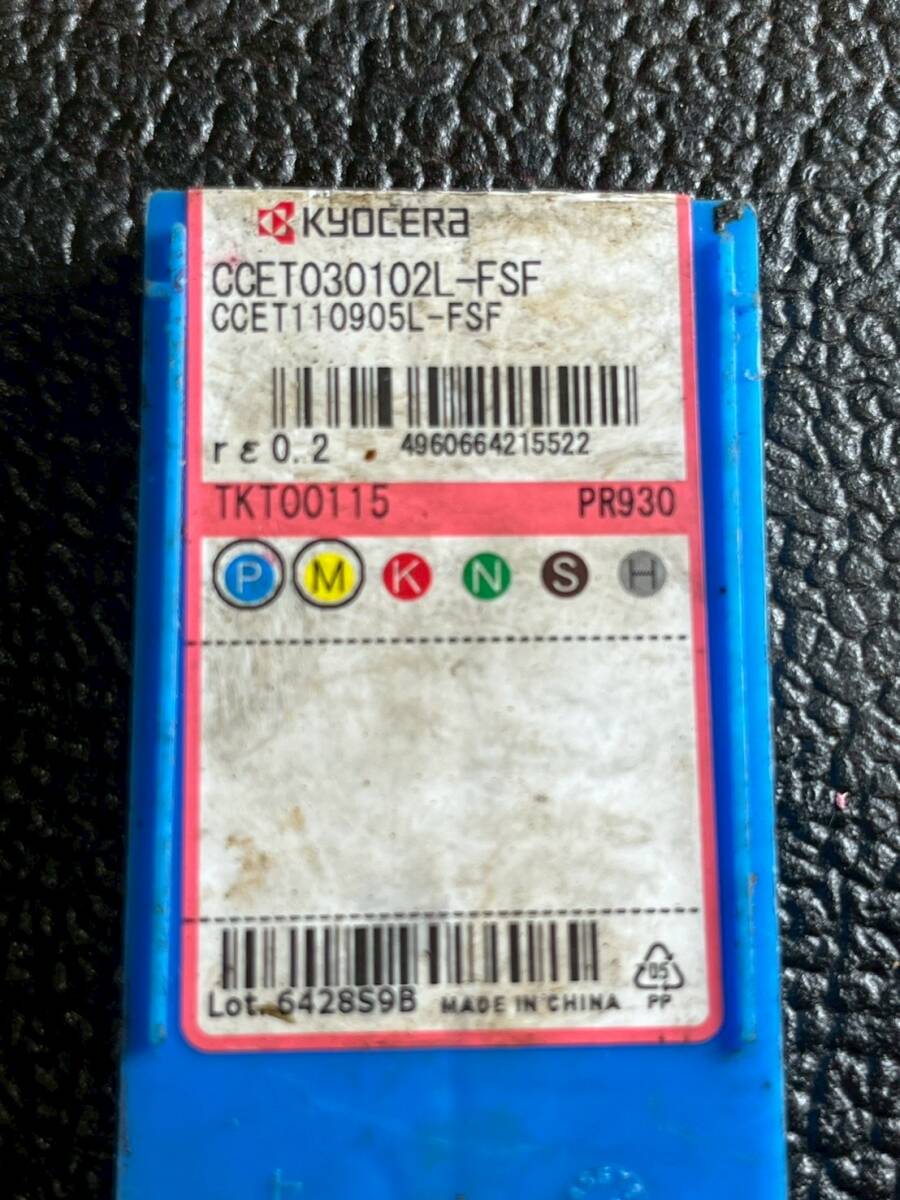 KYOCERA
CCET030102L-FSF
CCET110905L-FSF
rε0.2 4960664215522
TKT00115 PR930
P M K N S H
Lot. 6428S9B MADE IN CHINA
05
PP